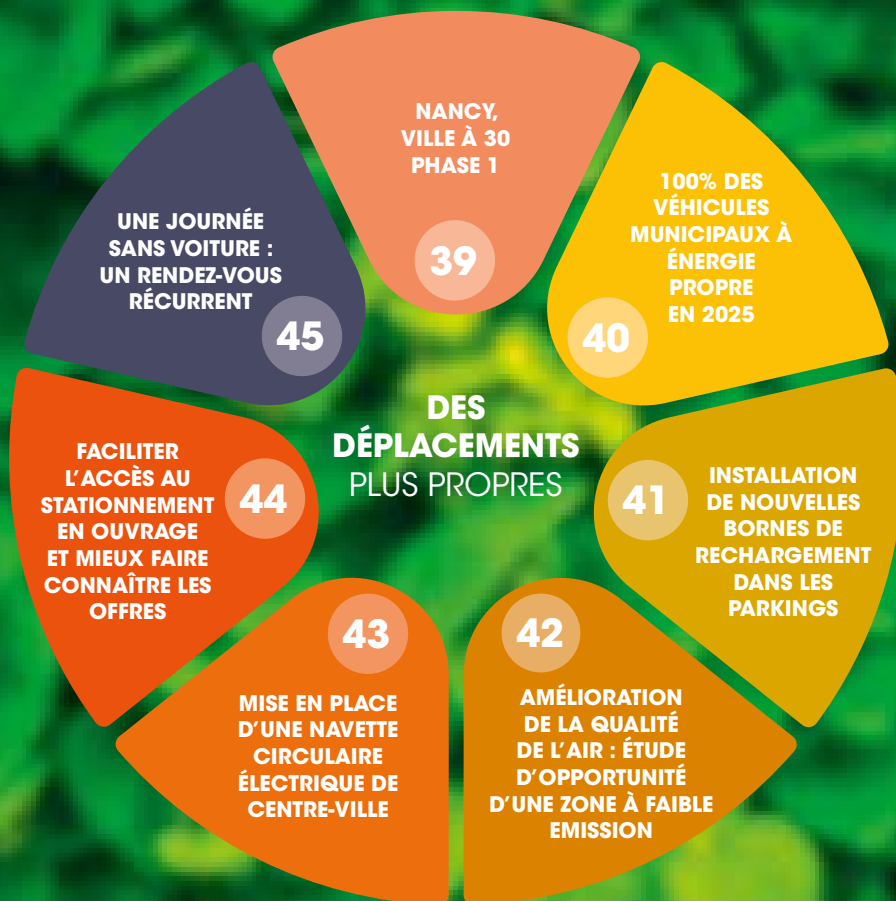 DES
DÉPLACEMENTS
PLUS PROPRES
NANCY,
VILLE À 30
PHASE 1
39
100% DES
VÉHICULES
MUNICIPAUX À
ÉNERGIE
PROPRE
EN 2025
40
INSTALLATION
DE NOUVELLES
BORNES DE
RECHARGEMENT
DANS LES
PARKINGS
41
42
AMÉLIORATION
DE LA QUALITÉ
DE L'AIR : ÉTUDE
D'OPPORTUNITÉ
D'UNE ZONE À FAIBLE
EMISSION
43
MISE EN PLACE
D'UNE NAVETTE
CIRCULAIRE
ÉLECTRIQUE DE
CENTRE-VILLE
FACILITER
L'ACCÈS AU
STATIONNEMENT
EN OUVRAGE
ET MIEUX FAIRE
CONNAÎTRE LES
OFFRES
44
UNE JOURNÉE
SANS VOITURE :
UN RENDEZ-VOUS
RÉCURRENT
45